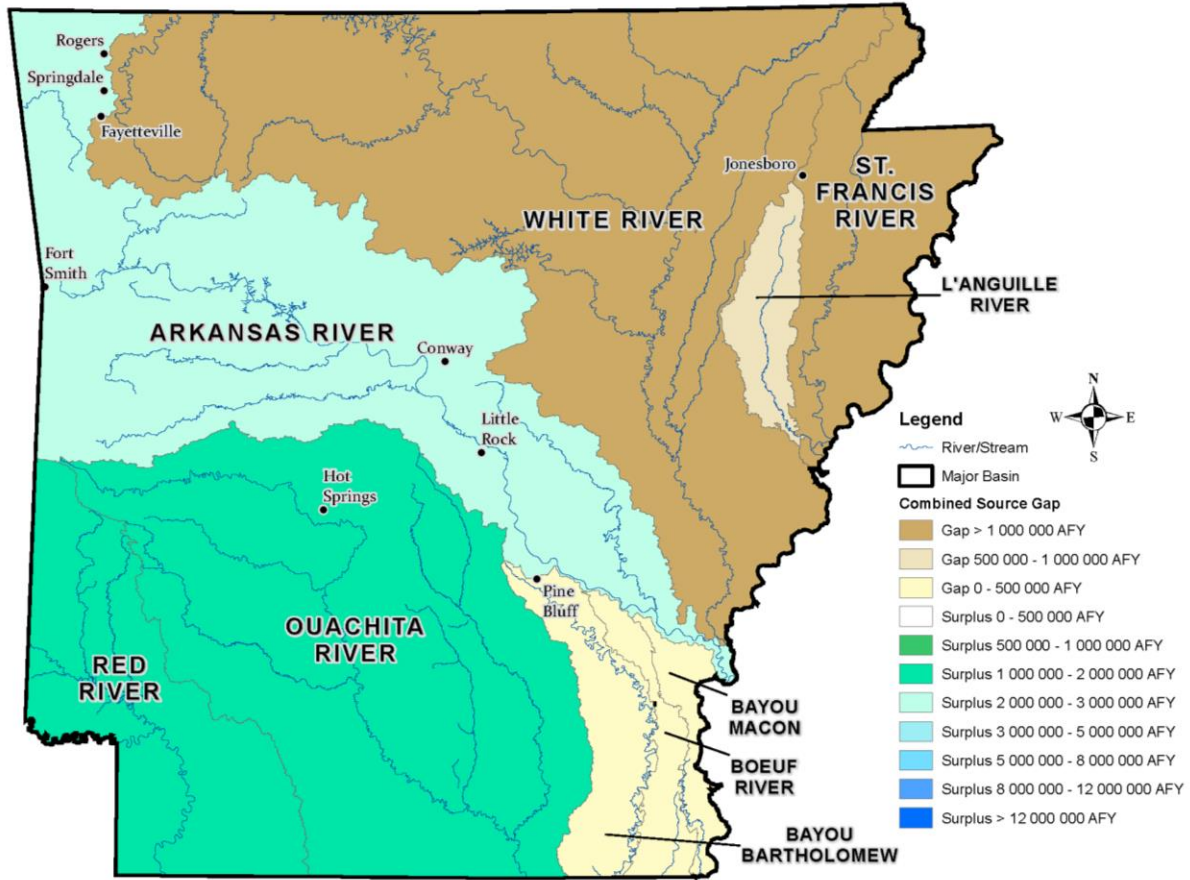 Rogers
Springdale
Fayetteville
Jonesboro
ST.
FRANCIS
RIVER
WHITE RIVER
Fort
Smith
L'ANGUILLE
RIVER
ARKANSAS RIVER
Conway
Little
Rock
Hot
Springs
Pine
Bluff
OUACHITA
RIVER
RED
RIVER
BAYOU
MACON
BOEUF
RIVER
BAYOU
BARTHOLOMEW
N
W E
S
Legend
River/Stream
Major Basin
Combined Source Gap
Gap > 1 000 000 AFY
Gap 500 000 - 1 000 000 AFY
Gap 0 - 500 000 AFY
Surplus 0 - 500 000 AFY
Surplus 500 000 - 1 000 000 AFY
Surplus 1 000 000 - 2 000 000 AFY
Surplus 2 000 000 - 3 000 000 AFY
Surplus 3 000 000 - 5 000 000 AFY
Surplus 5 000 000 - 8 000 000 AFY
Surplus 8 000 000 - 12 000 000 AFY
Surplus > 12 000 000 AFY